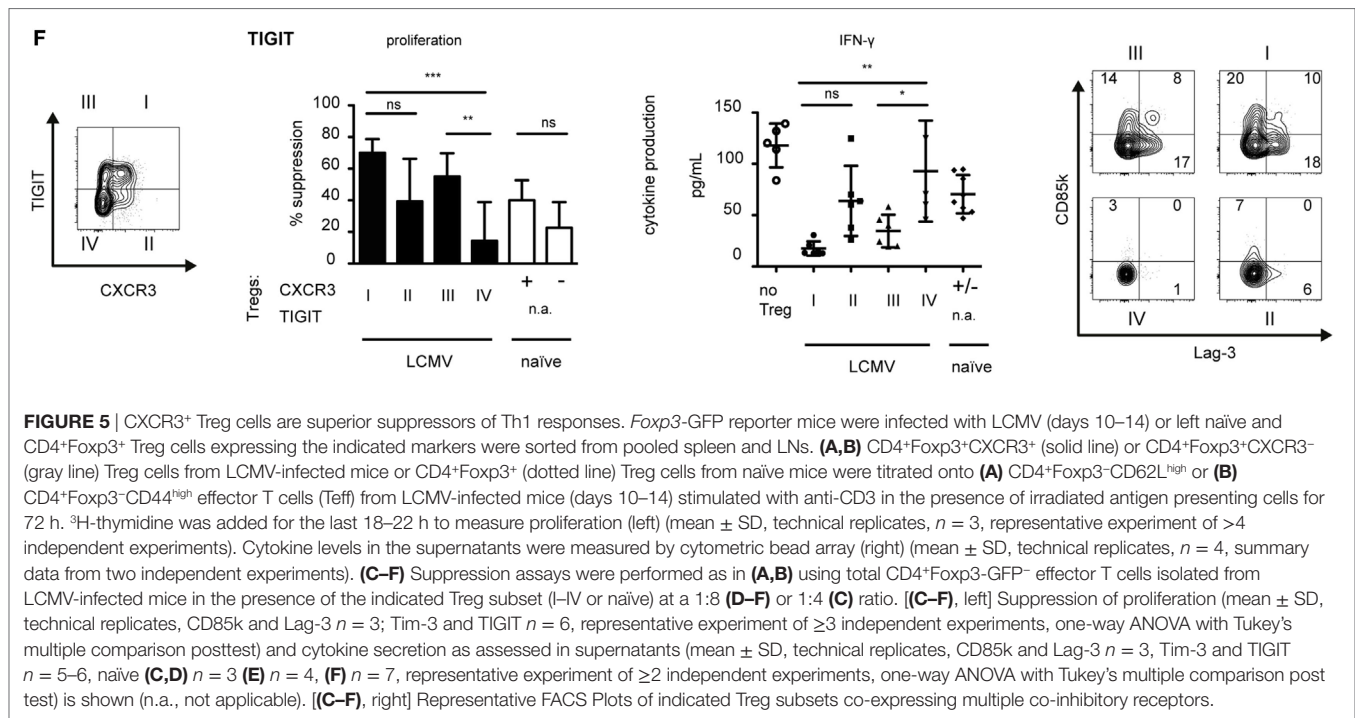 F
TIGIT
proliferation
IFN-γ
III I
TIGIT
IV II
CXCR3
% suppression
100
80
60
40
20
0
***
ns
**
ns
Tregs:
CXCR3 I II III IV + -
TIGIT n.a.
LCMV naïve
cytokine production
pg/mL
150
100
50
0
**
ns
*
no
Treg
I II III IV +/-
n.a.
LCMV naïve
III I
14 8 20 10
17 18
CD85k
3 0 7 0
1 6
IV II
Lag-3
FIGURE 5 | CXCR3⁺ Treg cells are superior suppressors of Th1 responses. Foxp3-GFP reporter mice were infected with LCMV (days 10–14) or left naïve and
CD4⁺Foxp3⁺ Treg cells expressing the indicated markers were sorted from pooled spleen and LNs. (A,B) CD4⁺Foxp3⁺CXCR3⁺ (solid line) or CD4⁺Foxp3⁺CXCR3⁻
(gray line) Treg cells from LCMV-infected mice or CD4⁺Foxp3⁺ (dotted line) Treg cells from naïve mice were titrated onto (A) CD4⁺Foxp3⁻CD62Lʰⁱᵍʰ or (B)
CD4⁺Foxp3⁻CD44ʰⁱᵍʰ effector T cells (Teff) from LCMV-infected mice (days 10–14) stimulated with anti-CD3 in the presence of irradiated antigen presenting cells for
72 h. ³H-thymidine was added for the last 18–22 h to measure proliferation (left) (mean ± SD, technical replicates, n = 3, representative experiment of >4
independent experiments). Cytokine levels in the supernatants were measured by cytometric bead array (right) (mean ± SD, technical replicates, n = 4, summary
data from two independent experiments). (C–F) Suppression assays were performed as in (A,B) using total CD4⁺Foxp3-GFP⁻ effector T cells isolated from
LCMV-infected mice in the presence of the indicated Treg subset (I–IV or naïve) at a 1:8 (D–F) or 1:4 (C) ratio. [(C–F), left] Suppression of proliferation (mean ± SD,
technical replicates, CD85k and Lag-3 n = 3; Tim-3 and TIGIT n = 6, representative experiment of ≥3 independent experiments, one-way ANOVA with Tukey's
multiple comparison posttest) and cytokine secretion as assessed in supernatants (mean ± SD, technical replicates, CD85k and Lag-3 n = 3, Tim-3 and TIGIT
n = 5–6, naïve (C,D) n = 3 (E) n = 4, (F) n = 7, representative experiment of ≥2 independent experiments, one-way ANOVA with Tukey's multiple comparison post
test) is shown (n.a., not applicable). [(C–F), right] Representative FACS Plots of indicated Treg subsets co-expressing multiple co-inhibitory receptors.